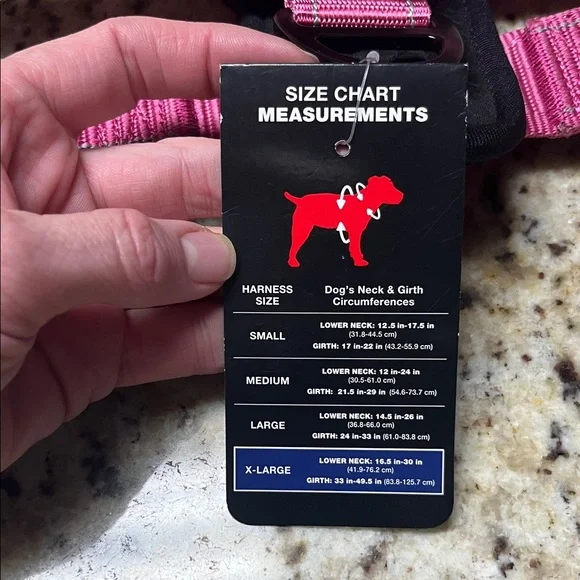 SIZE CHART
MEASUREMENTS
HARNESS
SIZE
Dog's Neck & Girth
Circumferences
SMALL
LOWER NECK: 12.5 in-17.5 in
(31.8-44.5 cm)
GIRTH: 17 in-22 in (43.2-55.9 cm)
MEDIUM
LOWER NECK: 12 in-24 in
(30.5-61.0 cm)
GIRTH: 21.5 in-29 in (54.6-73.7 cm)
LARGE
LOWER NECK: 14.5 in-26 in
(36.8-66.0 cm)
GIRTH: 24 in-33 in (61.0-83.8 cm)
X-LARGE
LOWER NECK: 16.5 in-30 in
(41.9-76.2 cm)
GIRTH: 33 in-49.5 in (83.8-125.7 cm)